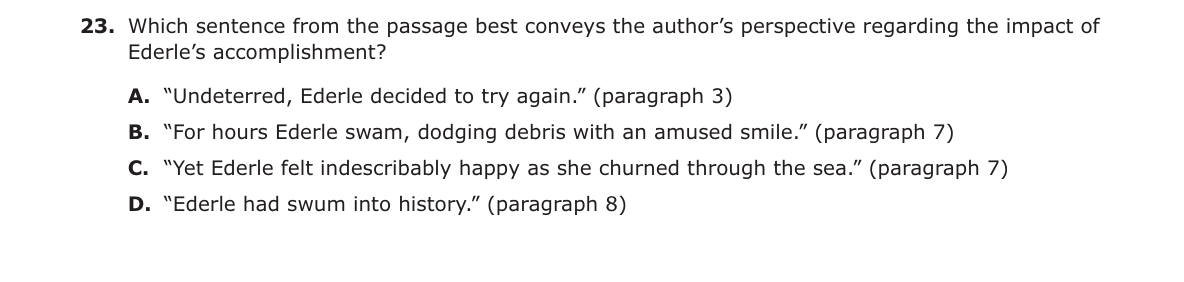 23. Which sentence from the passage best conveys the author’s perspective regarding the impact of
Ederle’s accomplishment?
A. “Undeterred, Ederle decided to try again.” (paragraph 3)
B. “For hours Ederle swam, dodging debris with an amused smile.” (paragraph 7)
C. “Yet Ederle felt indescribably happy as she churned through the sea.” (paragraph 7)
D. “Ederle had swum into history.” (paragraph 8)